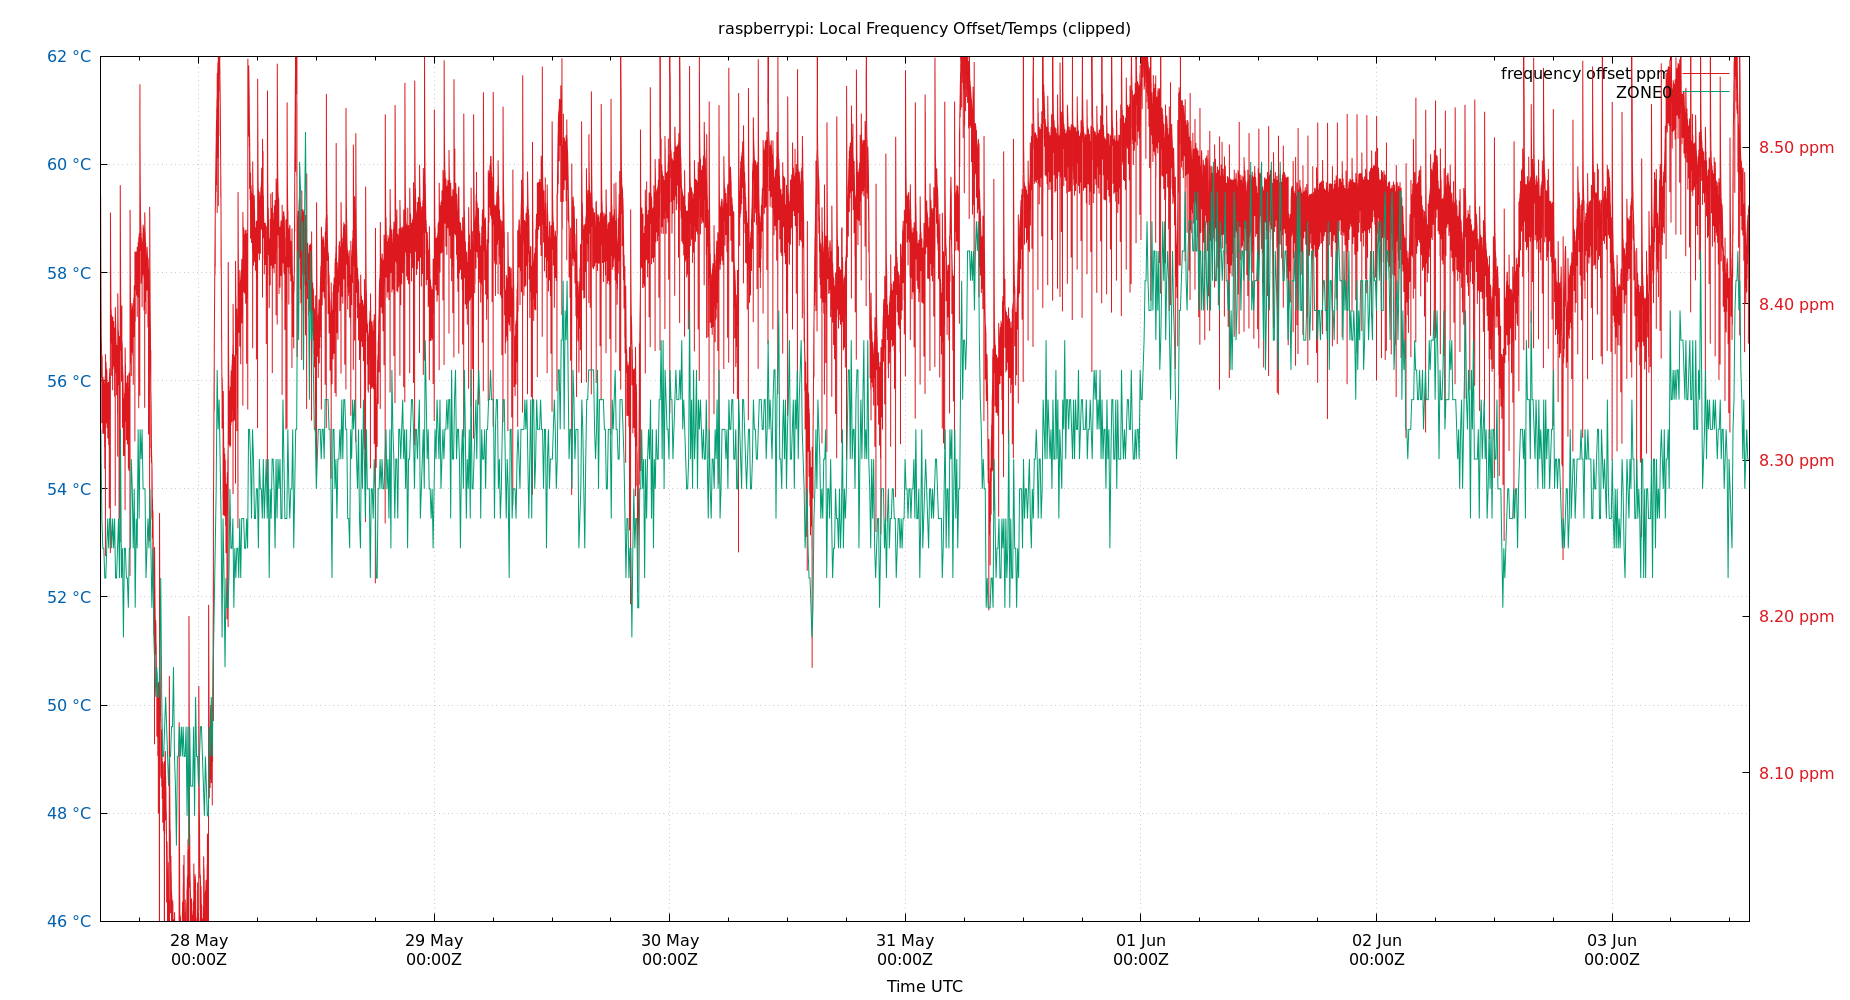 raspberrypi: Local Frequency Offset/Temps (clipped)
frequency offset ppm
ZONE0
62 °C
60 °C
58 °C
56 °C
54 °C
52 °C
50 °C
48 °C
46 °C
8.50 ppm
8.40 ppm
8.30 ppm
8.20 ppm
8.10 ppm
28 May
00:00Z
29 May
00:00Z
30 May
00:00Z
31 May
00:00Z
01 Jun
00:00Z
02 Jun
00:00Z
03 Jun
00:00Z
Time UTC